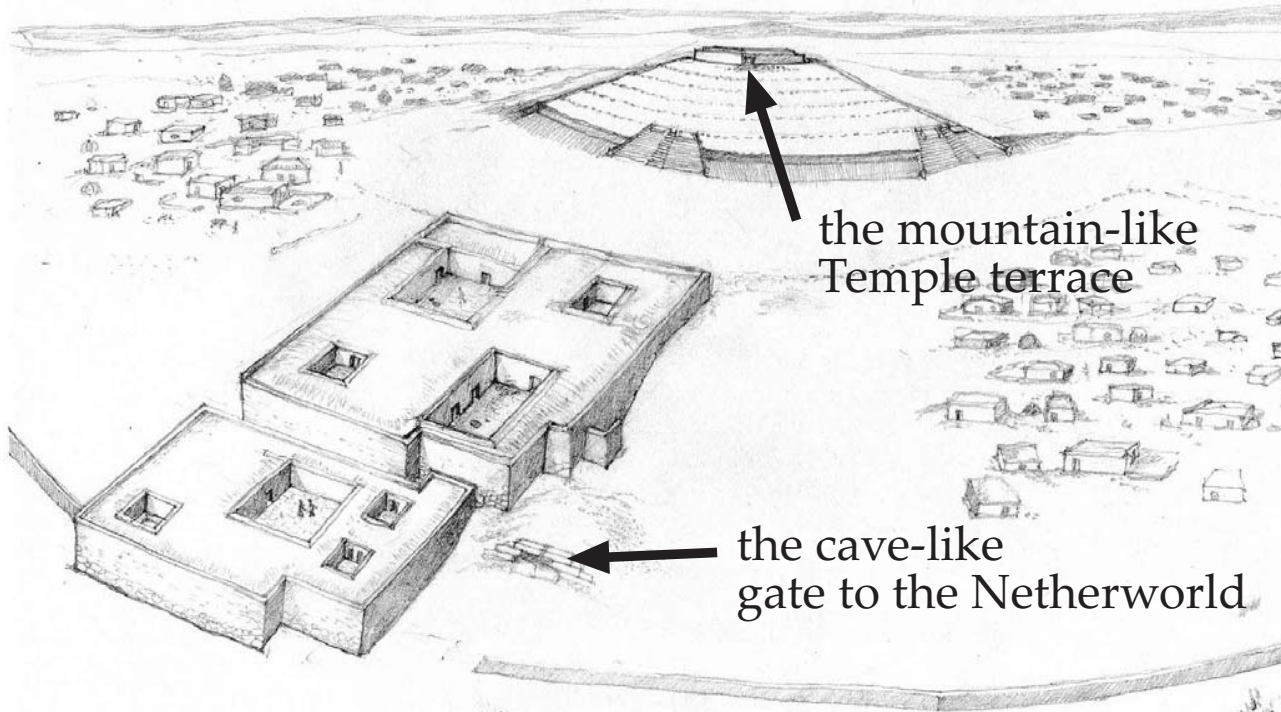 the mountain-like
Temple terrace
the cave-like
gate to the Netherworld